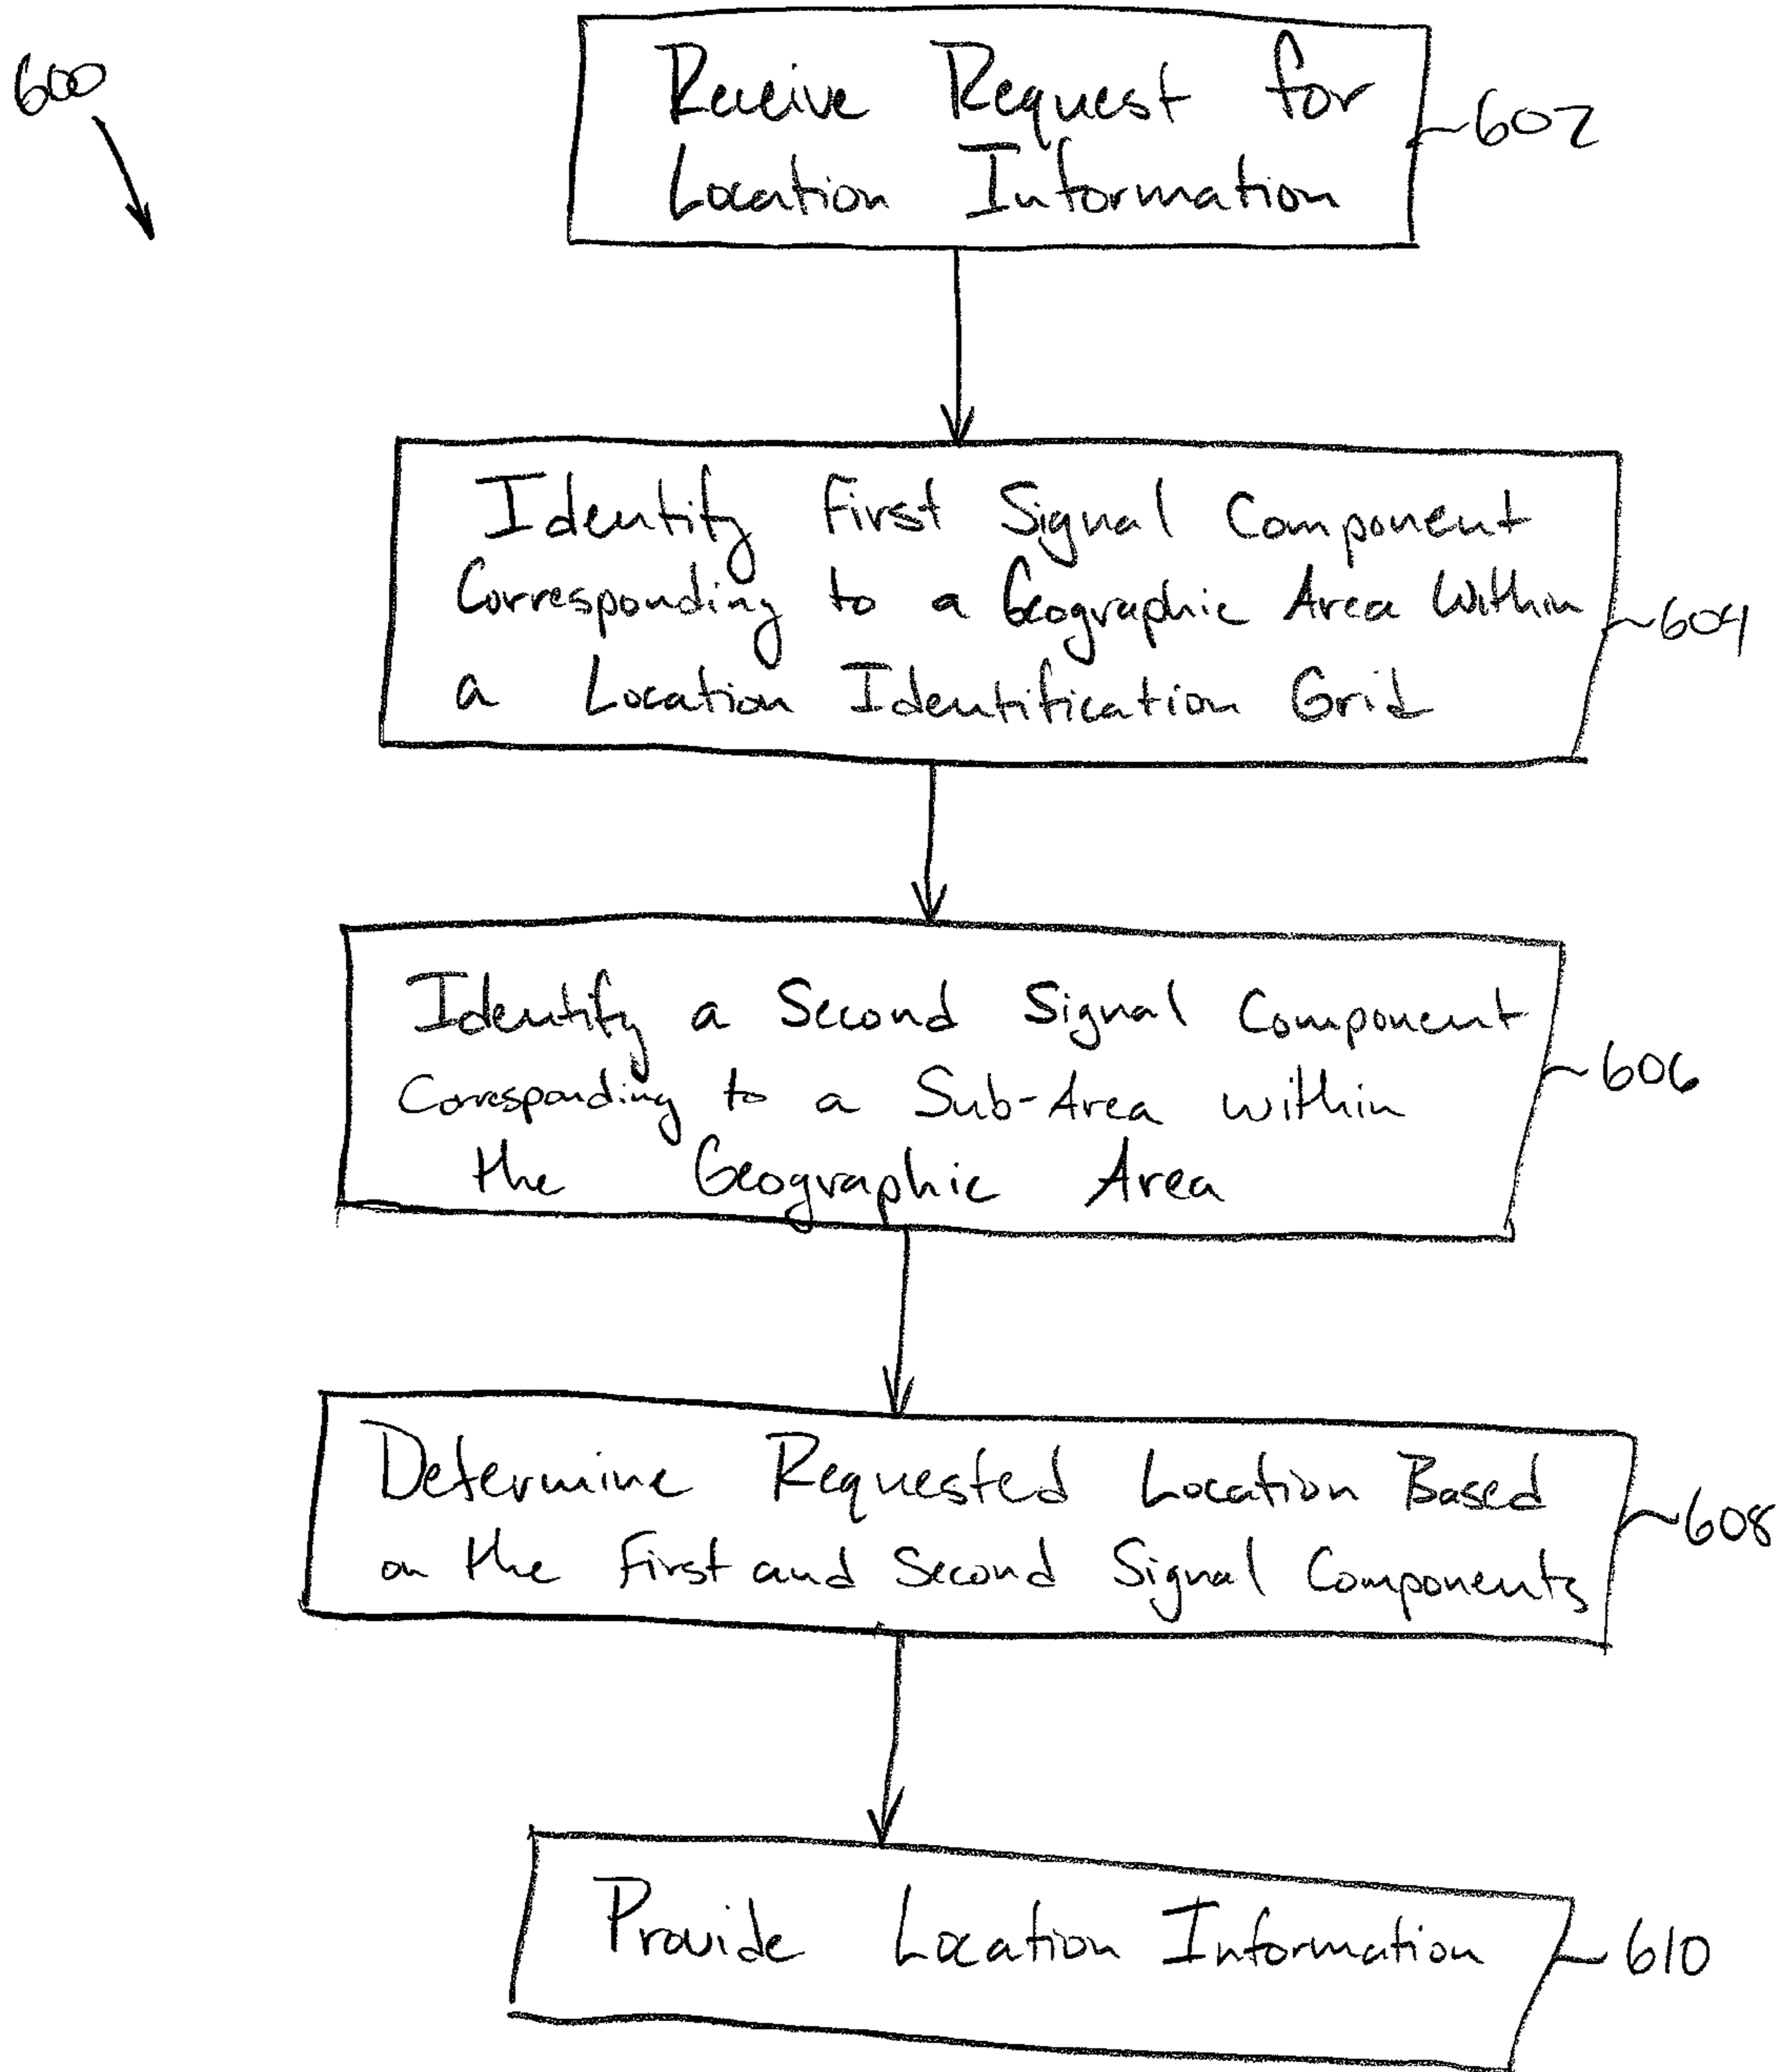 600
Receive Request for
Location Information
602
Identify First Signal Component
Corresponding to a Geographic Area Within
a Location Identification Grid
604
Identify a Second Signal Component
Corresponding to a Sub-Area within
the Geographic Area
606
Determine Requested Location Based
on the First and Second Signal Components
608
Provide Location Information
610